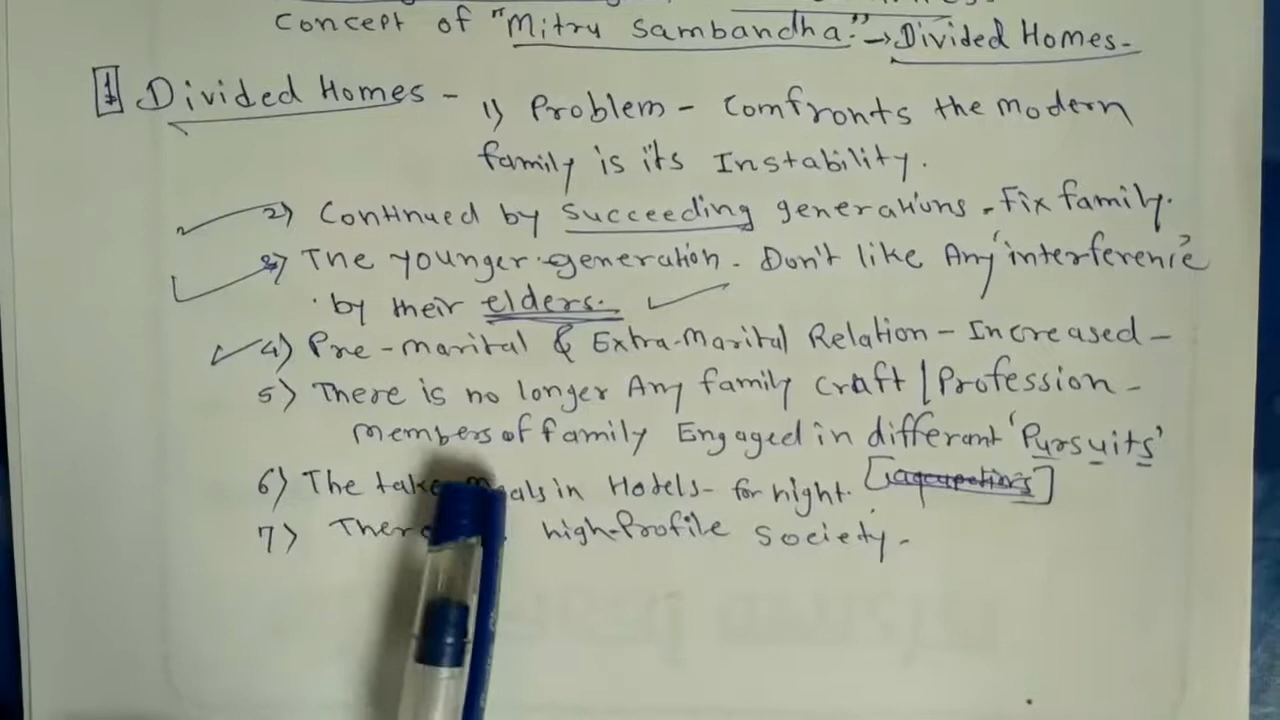 Concept of "Mitru Sambandha." → Divided Homes-
1 Divided Homes - 1) Problem - Comfronts the modern
family is its Instability.
2) Continued by succeeding generations. Fix family.
3) The younger generation. Don't like Any 'interference'
by their elders.
4) Pre-marital & Extra-Marital Relation - Increased-
5) There is no longer Any family craft / Profession-
members of family Engaged in different 'Pursuits'
6) The take meals in Hotels- for night.
7) There high-Profile society.